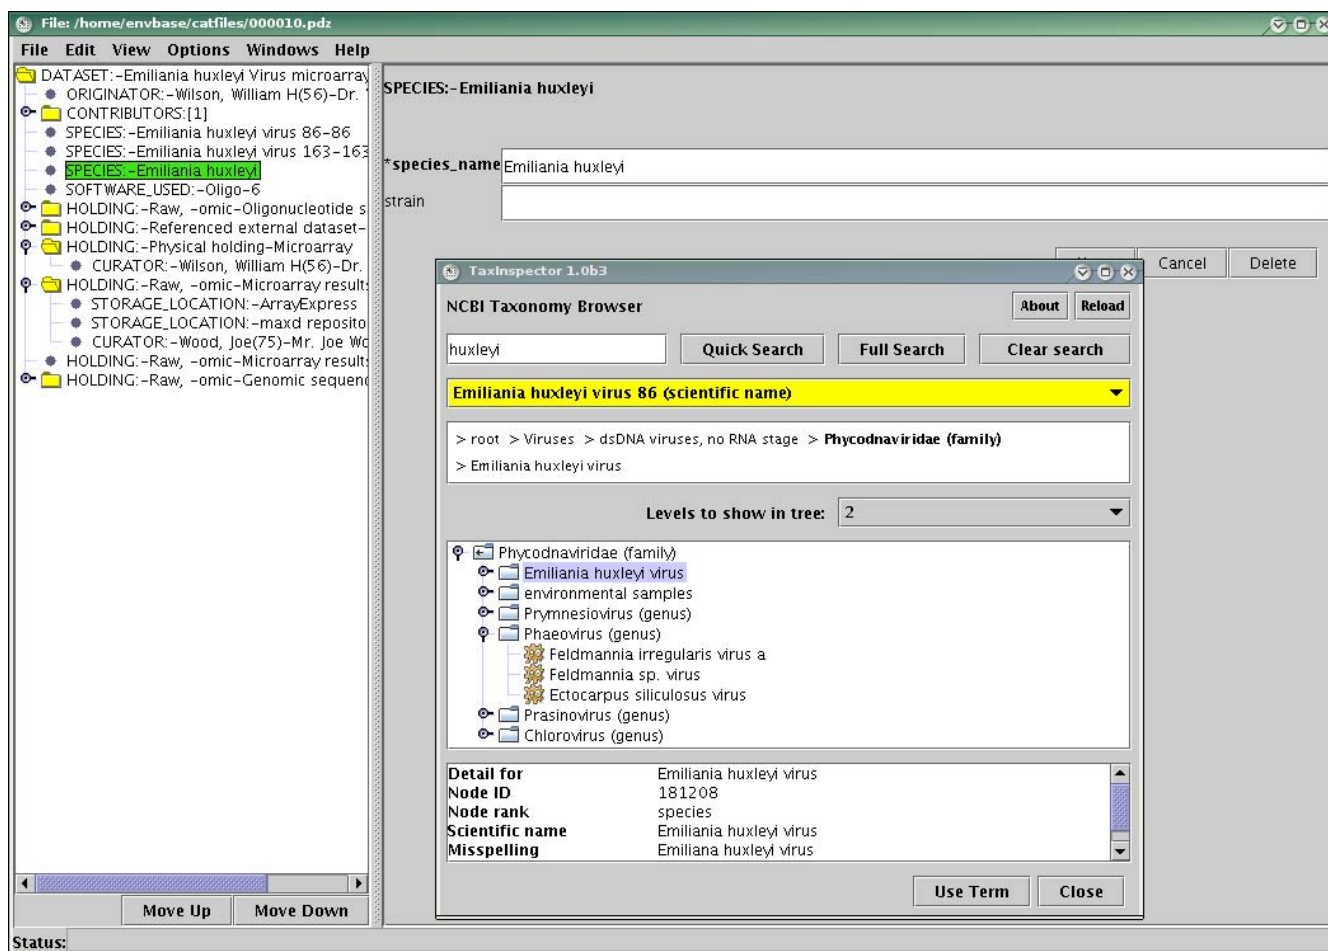 File: /home/envbase/catfiles/000010.pdz
File Edit View Options Windows Help
DATASET:-Emiliania huxleyi Virus microarray
ORIGINATOR:-Wilson, William H(56)-Dr.
CONTRIBUTORS:[1]
SPECIES:-Emiliania huxleyi virus 86-86
SPECIES:-Emiliania huxleyi virus 163-163
SPECIES:-Emiliania huxleyi
SOFTWARE_USED:-Oligo-6
HOLDING:-Raw, -omic-Oligonucleotide s
HOLDING:-Referenced external dataset-
HOLDING:-Physical holding-Microarray
CURATOR:-Wilson, William H(56)-Dr.
HOLDING:-Raw, -omic-Microarray results
STORAGE_LOCATION:-ArrayExpress
STORAGE_LOCATION:-maxd reposito
CURATOR:-Wood, Joe(75)-Mr. Joe Wo
HOLDING:-Raw, -omic-Microarray results
HOLDING:-Raw, -omic-Genomic sequenc
Move Up Move Down
Status:
SPECIES:-Emiliania huxleyi
*species_name Emiliania huxleyi
strain
Cancel Delete
TaxInspector 1.0b3
NCBI Taxonomy Browser About Reload
huxleyi Quick Search Full Search Clear search
Emiliania huxleyi virus 86 (scientific name)
> root > Viruses > dsDNA viruses, no RNA stage > Phycodnaviridae (family)
> Emiliania huxleyi virus
Levels to show in tree: 2
Phycodnaviridae (family)
Emiliania huxleyi virus
environmental samples
Prymnesiovirus (genus)
Phaeovirus (genus)
Feldmannia irregularis virus a
Feldmannia sp. virus
Ectocarpus siliculosus virus
Prasinovirus (genus)
Chlorovirus (genus)
Detail for Emiliania huxleyi virus
Node ID 181208
Node rank species
Scientific name Emiliania huxleyi virus
Misspelling Emiliana huxleyi virus
Use Term Close